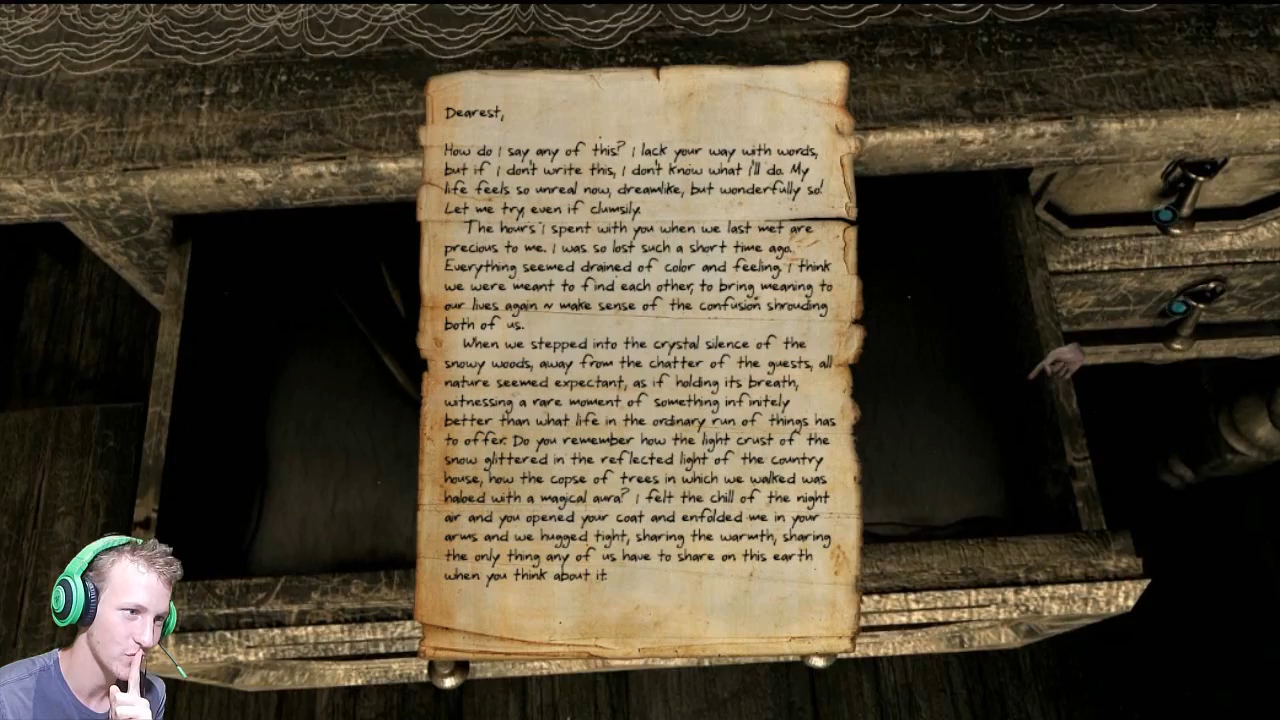 Dearest,
How do I say any of this? I lack your way with words,
but if I don't write this, I don't know what I'll do. My
life feels so unreal now, dreamlike, but wonderfully so!
Let me try, even if clumsily.
The hours I spent with you when we last met are
precious to me. I was so lost such a short time ago.
Everything seemed drained of color and feeling. I think
we were meant to find each other, to bring meaning to
our lives again ~ make sense of the confusion shrouding
both of us.
When we stepped into the crystal silence of the
snowy woods, away from the chatter of the guests, all
nature seemed expectant, as if holding its breath,
witnessing a rare moment of something infinitely
better than what life in the ordinary run of things has
to offer. Do you remember how the light crust of the
snow glittered in the reflected light of the country
house, how the copse of trees in which we walked was
haloed with a magical aura? I felt the chill of the night
air and you opened your coat and enfolded me in your
arms and we hugged tight, sharing the warmth, sharing
the only thing any of us have to share on this earth
when you think about it.